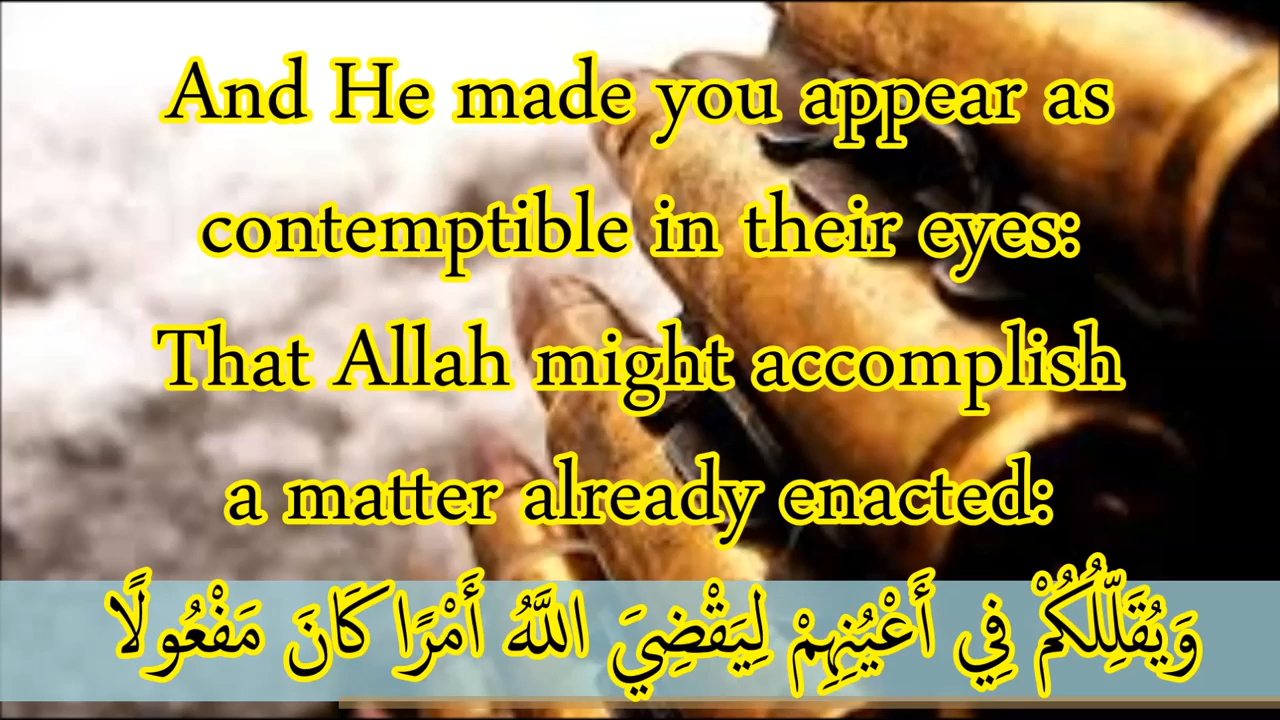 And He made you appear as
contemptible in their eyes:
That Allah might accomplish
a matter already enacted:
وَيُقَلِّلُكُمْ فِي أَعْيُنِهِمْ لِيَقْضِيَ اللَّهُ أَمْرًا كَانَ مَفْعُولًا